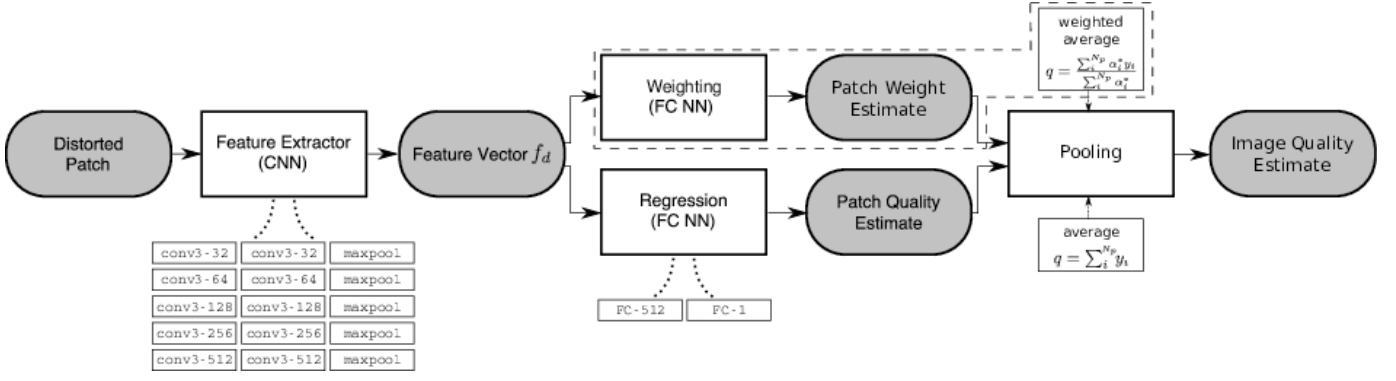 Distorted
Patch
Feature Extractor
(CNN)
conv3-32 conv3-32 maxpool
conv3-64 conv3-64 maxpool
conv3-128 conv3-128 maxpool
conv3-256 conv3-256 maxpool
conv3-512 conv3-512 maxpool
Feature Vector f_d
Weighting
(FC NN)
Patch Weight
Estimate
Regression
(FC NN)
FC-512 FC-1
Patch Quality
Estimate
weighted
average
q = \frac{\sum_i^{N_p} \alpha_i^* y_i}{\sum_i^{N_p} \alpha_i^*}
Pooling
average
q = \sum_i^{N_p} y_i
Image Quality
Estimate